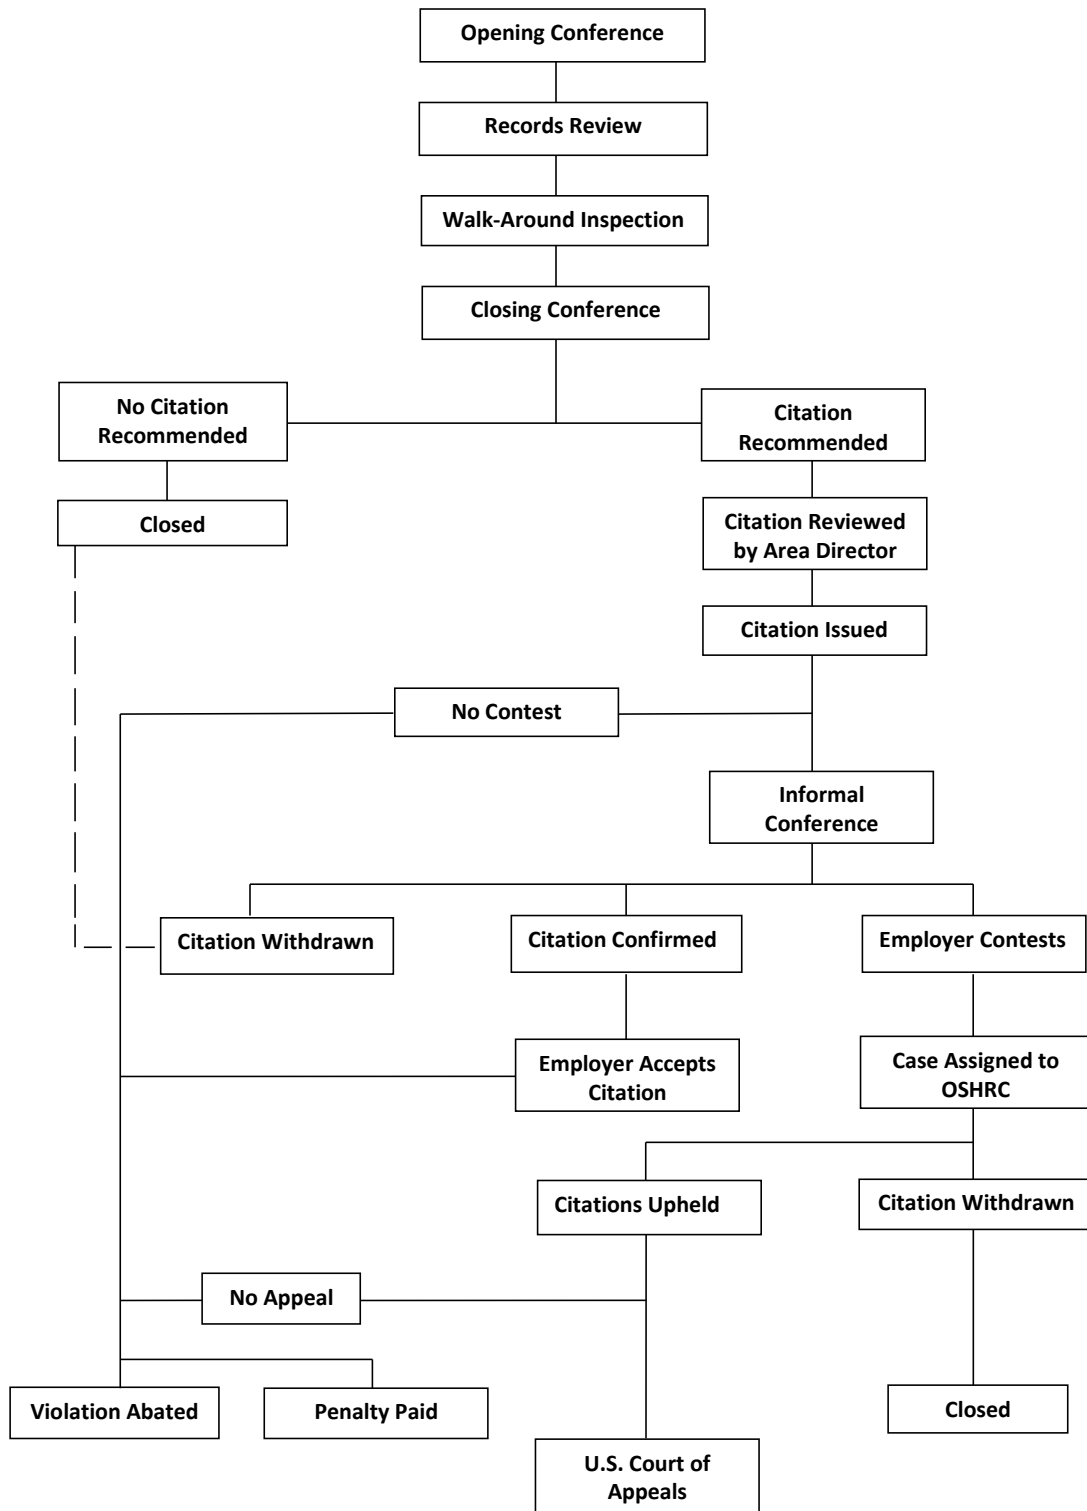 Opening Conference
Records Review
Walk-Around Inspection
Closing Conference
No Citation
Recommended
Citation
Recommended
Closed
Citation Reviewed
by Area Director
Citation Issued
No Contest
Informal
Conference
Citation Withdrawn
Citation Confirmed
Employer Contests
Employer Accepts
Citation
Case Assigned to
OSHRC
Citations Upheld
Citation Withdrawn
No Appeal
Violation Abated
Penalty Paid
Closed
U.S. Court of
Appeals